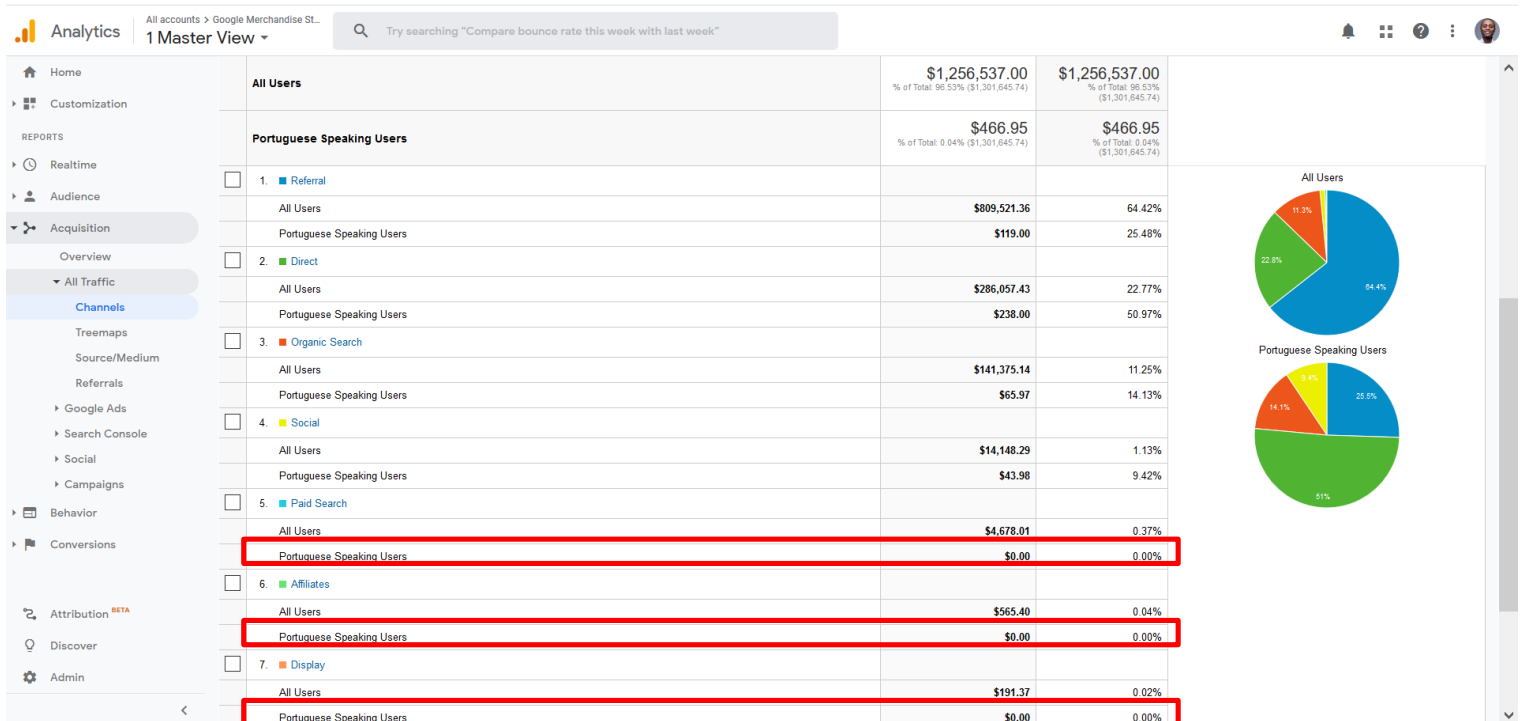 Analytics
All accounts > Google Merchandise St...
1 Master View
Try searching "Compare bounce rate this week with last week"
Home
Customization
REPORTS
Realtime
Audience
Acquisition
Overview
All Traffic
Channels
Treemaps
Source/Medium
Referrals
Google Ads
Search Console
Social
Campaigns
Behavior
Conversions
Attribution BETA
Discover
Admin
All Users $1,256,537.00 $1,256,537.00
% of Total: 96.53% ($1,301,645.74) % of Total: 96.53%
($1,301,645.74)
Portuguese Speaking Users $466.95 $466.95
% of Total: 0.04% ($1,301,645.74) % of Total: 0.04%
($1,301,645.74)
1. Referral
All Users $809,521.36 64.42%
Portuguese Speaking Users $119.00 25.48%
2. Direct
All Users $286,057.43 22.77%
Portuguese Speaking Users $238.00 50.97%
3. Organic Search
All Users $141,375.14 11.25%
Portuguese Speaking Users $65.97 14.13%
4. Social
All Users $14,148.29 1.13%
Portuguese Speaking Users $43.98 9.42%
5. Paid Search
All Users $4,678.01 0.37%
Portuguese Speaking Users $0.00 0.00%
6. Affiliates
All Users $565.40 0.04%
Portuguese Speaking Users $0.00 0.00%
7. Display
All Users $191.37 0.02%
Portuguese Speaking Users $0.00 0.00%
All Users
11.3%
22.8%
64.4%
Portuguese Speaking Users
9.4%
25.5%
14.1%
51%